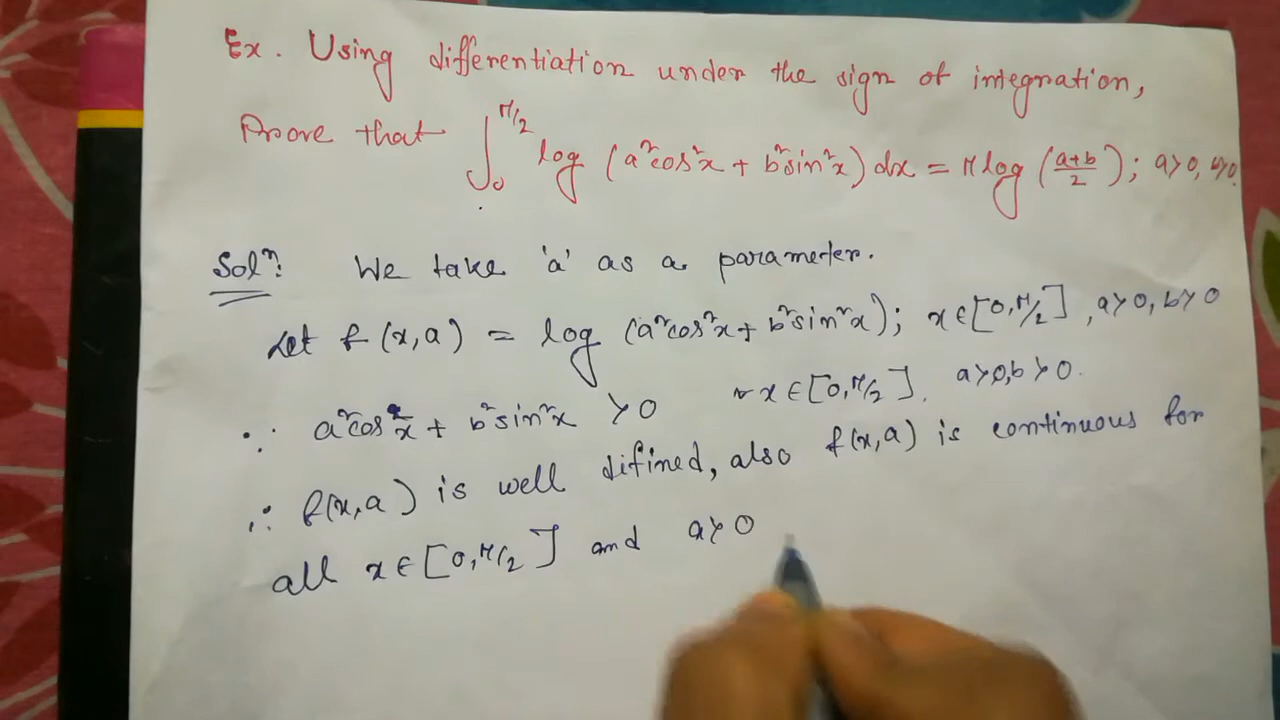 Ex. Using differentiation under the sign of integration,
Prove that ∫₀^{π/2} log (a²cos²x + b²sin²x) dx = π log (a+b/2); a>0, b>0.
Solⁿ: We take 'a' as a parameter.
Let f(x,a) = log (a²cos²x + b²sin²x); x∈[0,π/2], a>0, b>0
∵ a²cos²x + b²sin²x >0 ∀ x∈[0,π/2], a>0,b>0.
∴ f(x,a) is well difined, also f(x,a) is continuous for
all x∈[0,π/2] and a>0